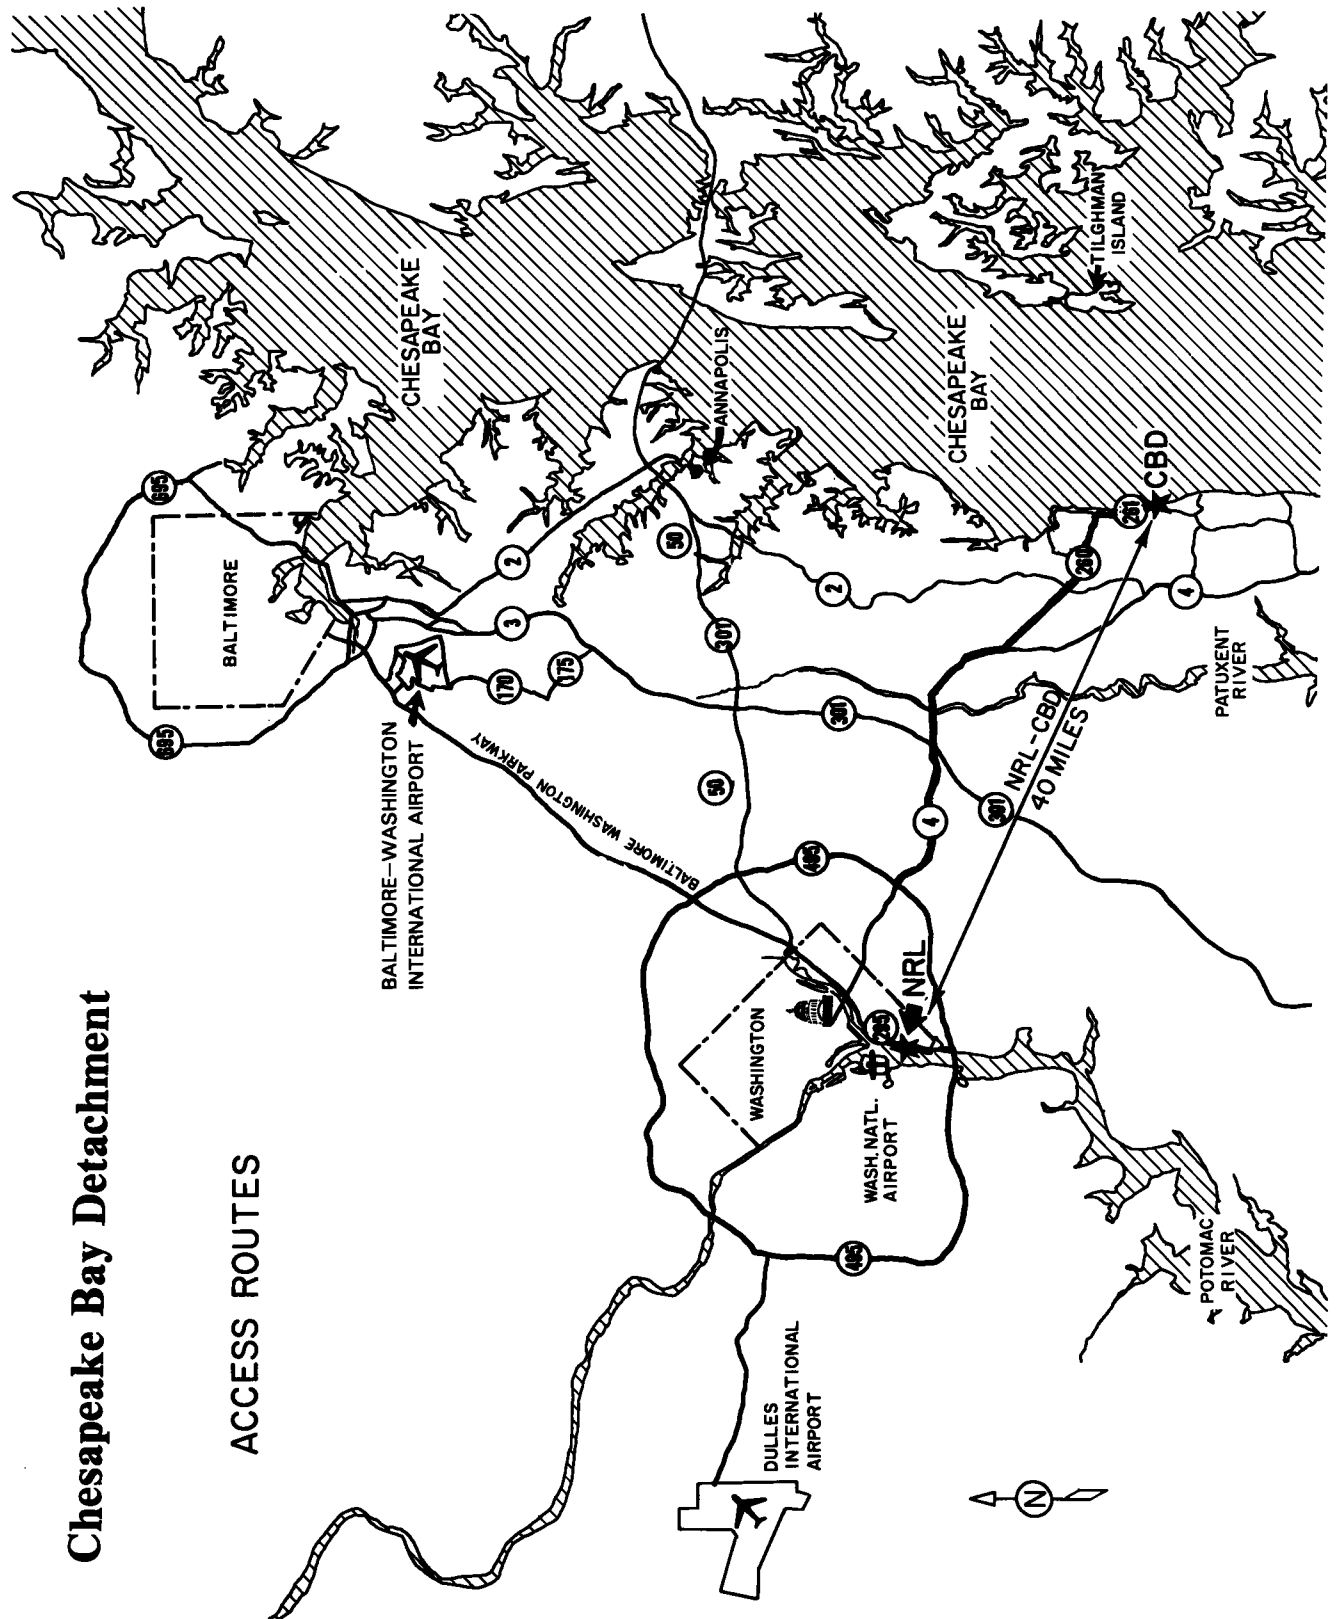 Chesapeake Bay Detachment
ACCESS ROUTES
695
695
BALTIMORE
CHESAPEAKE
BAY
BALTIMORE-WASHINGTON
INTERNATIONAL AIRPORT
BALTIMORE WASHINGTON PARKWAY
170
175
3
2
50
ANNAPOLIS
301
50
2
301
495
WASHINGTON
295
NRL
WASH. NATL.
AIRPORT
495
DULLES
INTERNATIONAL
AIRPORT
4
301
NRL-CBD
40 MILES
260
261
CBD
4
CHESAPEAKE
BAY
TILGHMAN
ISLAND
PATUXENT
RIVER
POTOMAC
RIVER
N